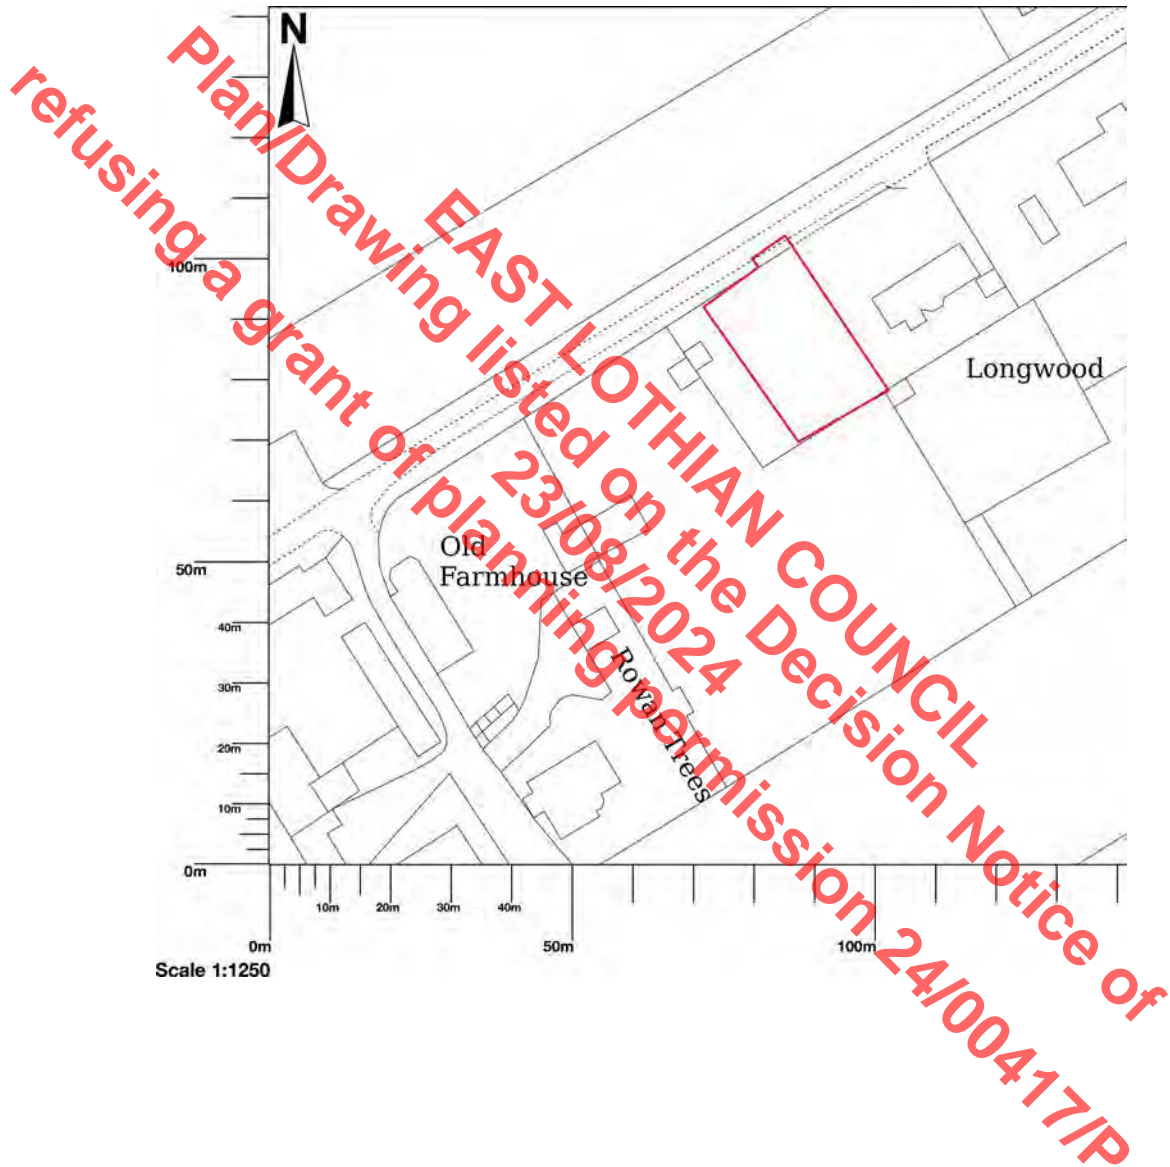 N
Plan/Drawing listed on the Decision Notice of
refusing a grant of planning permission 24/00417/P
EAST LOTHIAN COUNCIL
23/08/2024
100m
50m
40m
30m
20m
10m
0m
Longwood
Old
Farmhouse
Rowan Trees
10m
20m
30m
40m
0m
50m
100m
Scale 1:1250